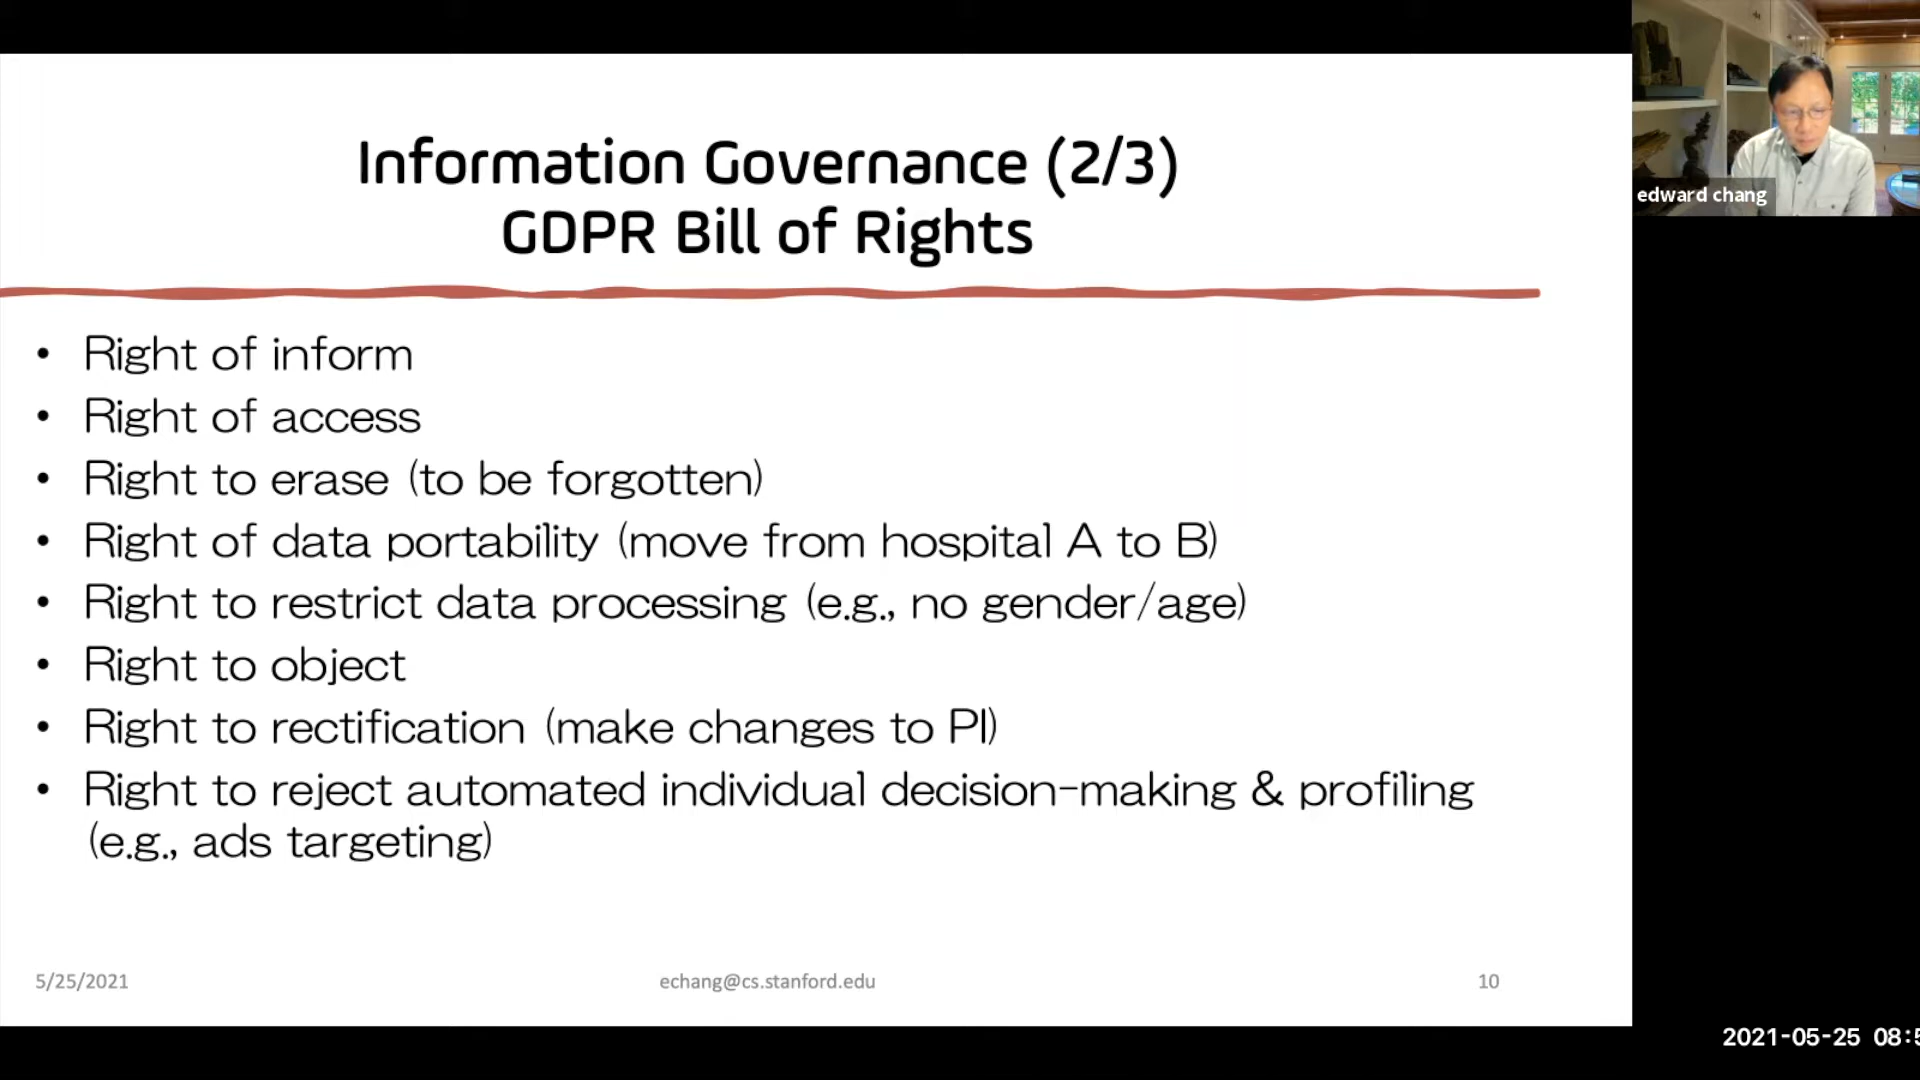 Information Governance (2/3)
GDPR Bill of Rights
• Right of inform
• Right of access
• Right to erase (to be forgotten)
• Right of data portability (move from hospital A to B)
• Right to restrict data processing (e.g., no gender/age)
• Right to object
• Right to rectification (make changes to PI)
• Right to reject automated individual decision-making & profiling
(e.g., ads targeting)
5/25/2021
echang@cs.stanford.edu
10
edward chang
2021-05-25 08:5